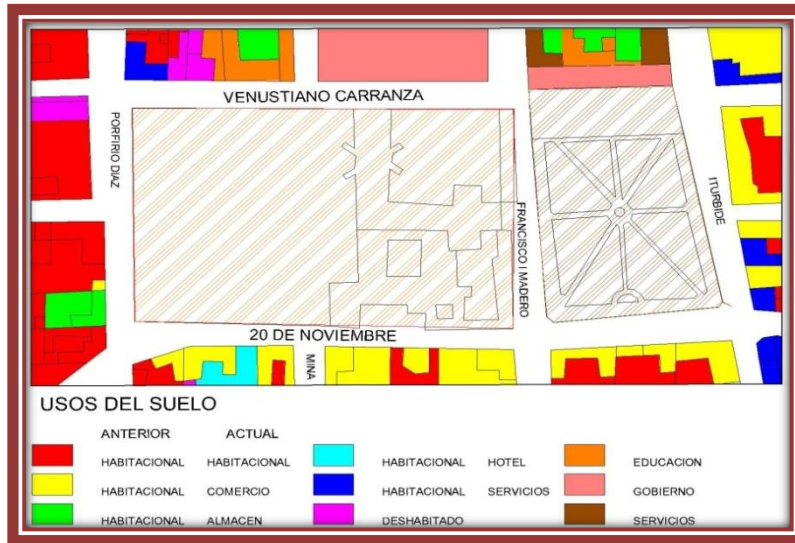 VENUSTIANO CARRANZA
PORFIRIO DIAZ
FRANCISCO I MADERO
ITURBIDE
20 DE NOVIEMBRE
MINA
USOS DEL SUELO
ANTERIOR ACTUAL
HABITACIONAL HABITACIONAL HABITACIONAL HOTEL EDUCACION
HABITACIONAL COMERCIO HABITACIONAL SERVICIOS GOBIERNO
HABITACIONAL ALMACEN DESHABITADO SERVICIOS